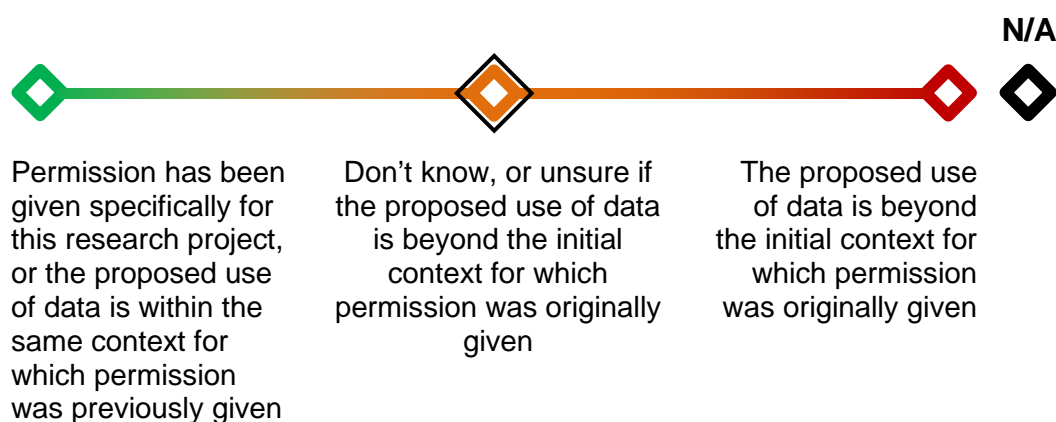 N/A
Permission has been
given specifically for
this research project,
or the proposed use
of data is within the
same context for
which permission
was previously given
Don’t know, or unsure if
the proposed use of data
is beyond the initial
context for which
permission was originally
given
The proposed use
of data is beyond
the initial context for
which permission
was originally given